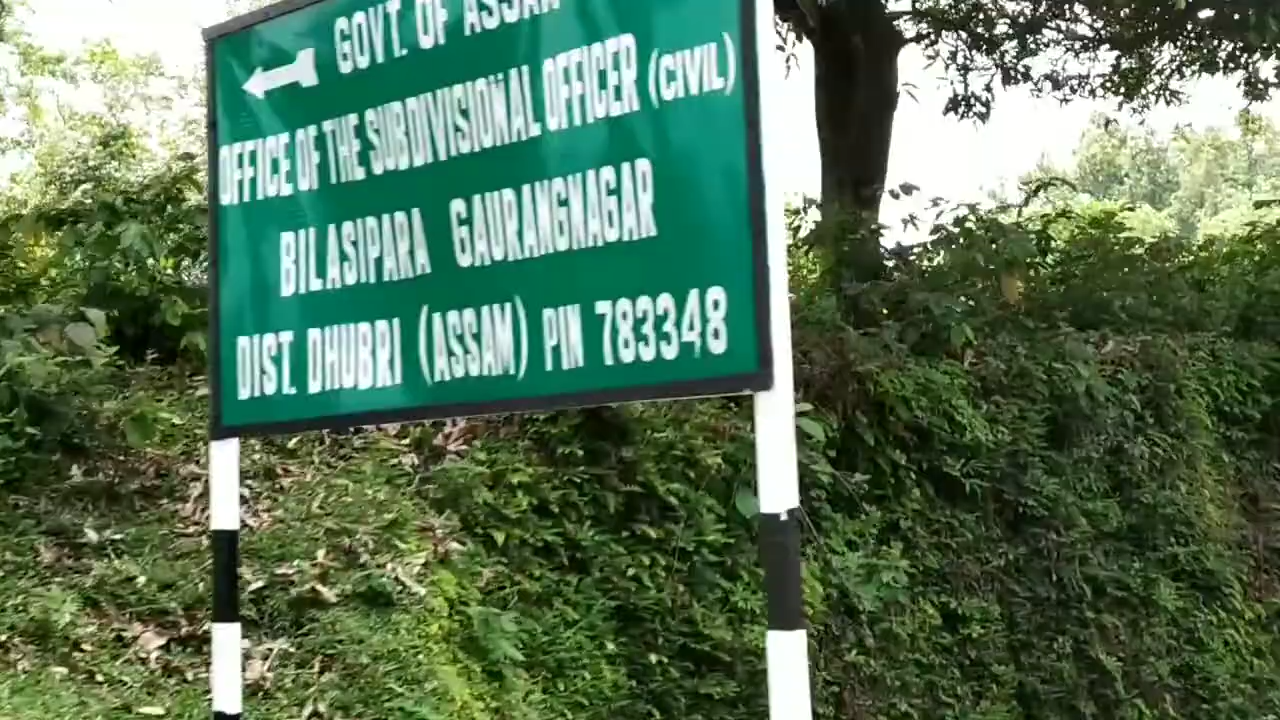 GOVT. OF ASSAM
OFFICE OF THE SUBDIVISIONAL OFFICER (CIVIL)
BILASIPARA GAURANGNAGAR
DIST. DHUBRI (ASSAM) PIN 783348